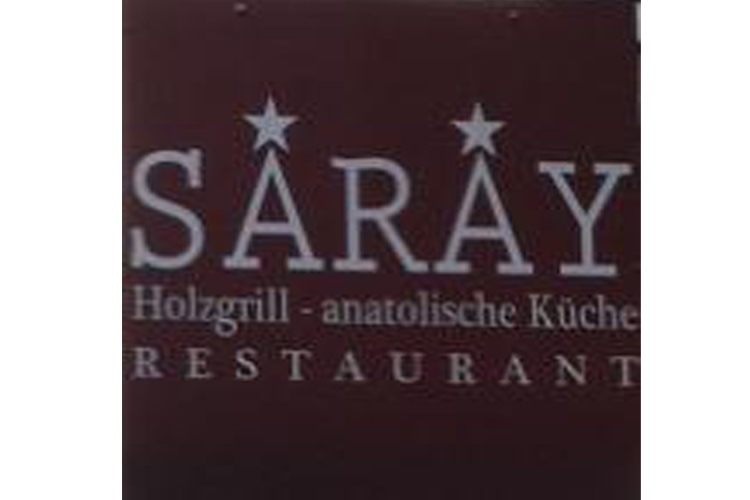 SARAY
Holzgrill - anatolische Küche
RESTAURANT